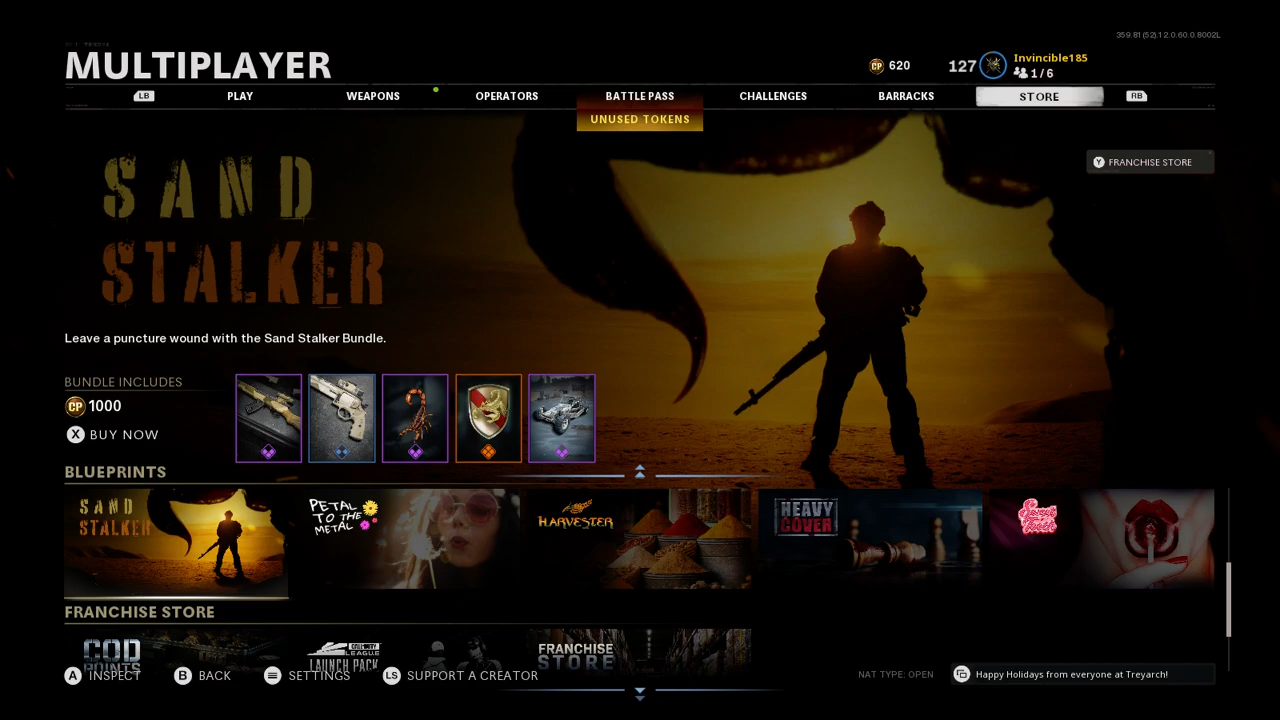 359.81(52).12.0.60.0.8002L
MULTIPLAYER
CP 620
127
Invincible185
1 / 6
LB
PLAY
WEAPONS
OPERATORS
BATTLE PASS
CHALLENGES
BARRACKS
STORE
RB
UNUSED TOKENS
Y FRANCHISE STORE
SAND
STALKER
Leave a puncture wound with the Sand Stalker Bundle.
BUNDLE INCLUDES
CP 1000
X BUY NOW
BLUEPRINTS
SAND
STALKER
PETAL
TO THE
METAL
HARVESTER
HEAVY
COVER
FRANCHISE STORE
COD
POINTS
CALL OF DUTY
LEAGUE
LAUNCH PACK
FRANCHISE
STORE
A INSPECT
B BACK
SETTINGS
LS SUPPORT A CREATOR
NAT TYPE: OPEN
Happy Holidays from everyone at Treyarch!